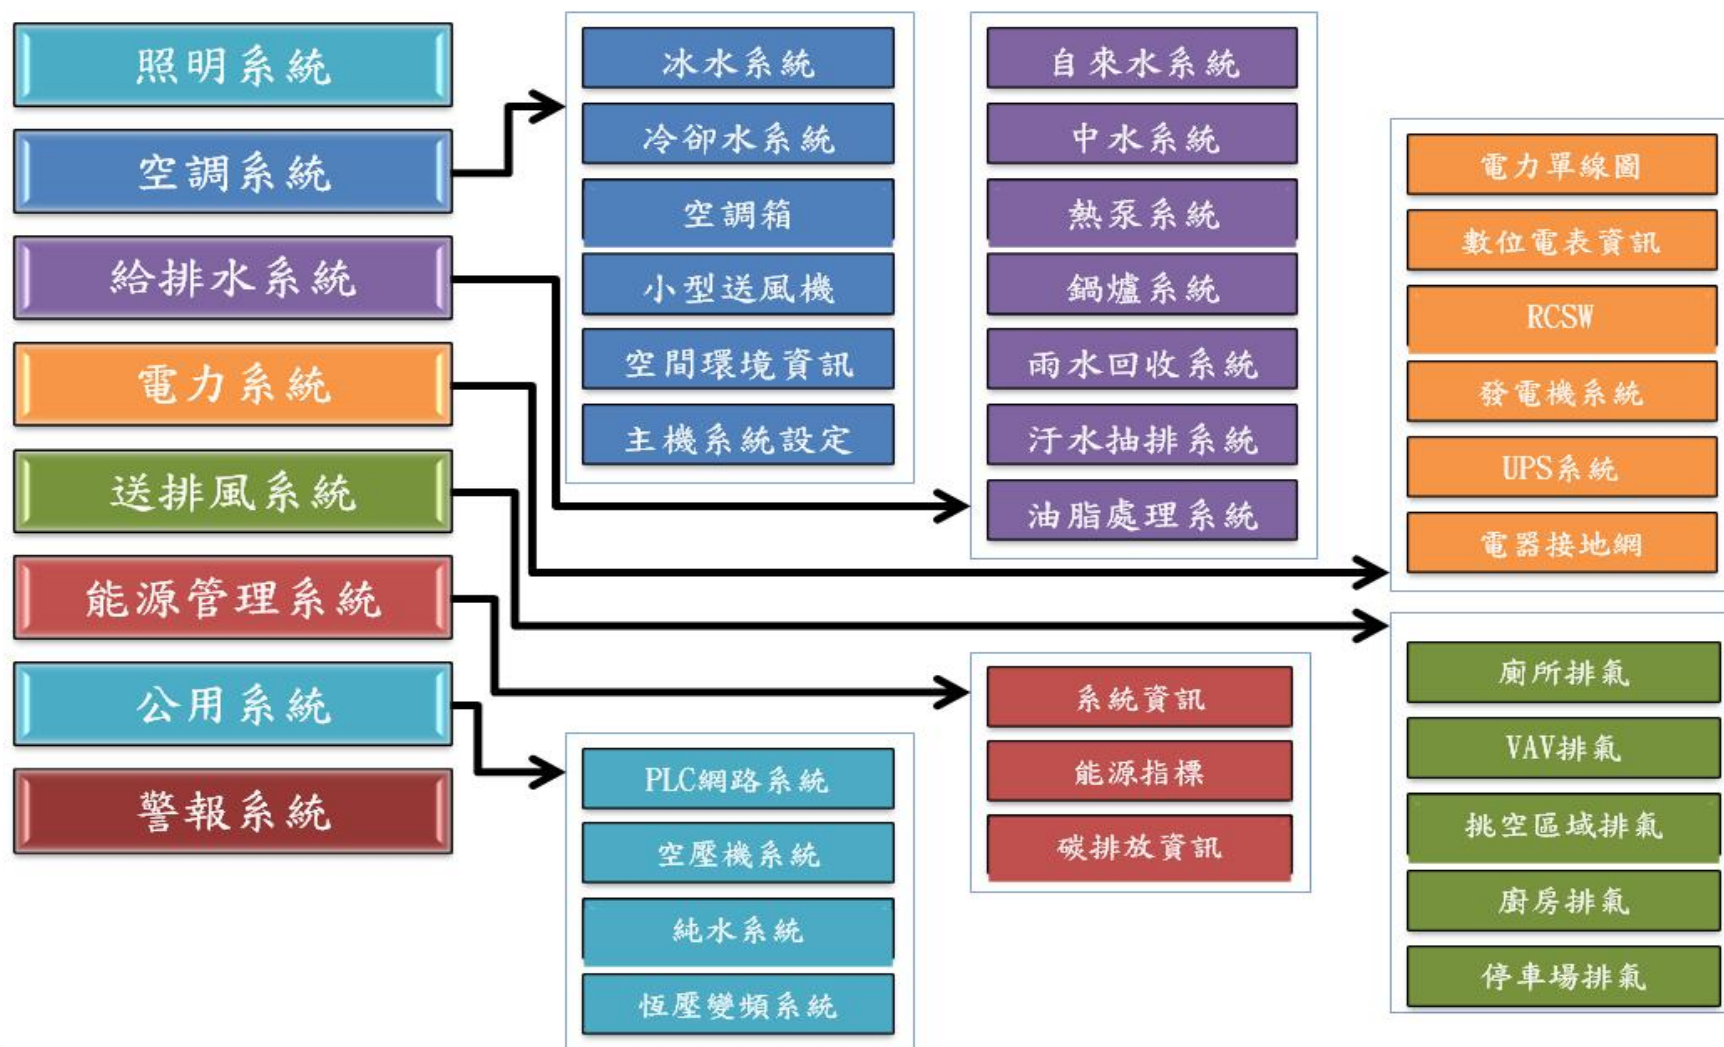 照明系統
空調系統
給排水系統
電力系統
送排風系統
能源管理系統
公用系統
警報系統
冰水系統
冷卻水系統
空調箱
小型送風機
空間環境資訊
主機系統設定
自來水系統
中水系統
熱泵系統
鍋爐系統
雨水回收系統
汙水抽排系統
油脂處理系統
電力單線圖
數位電表資訊
RCSW
發電機系統
UPS系統
電器接地網
廁所排氣
VAV排氣
挑空區域排氣
廚房排氣
停車場排氣
系統資訊
能源指標
碳排放資訊
PLC網路系統
空壓機系統
純水系統
恆壓變頻系統